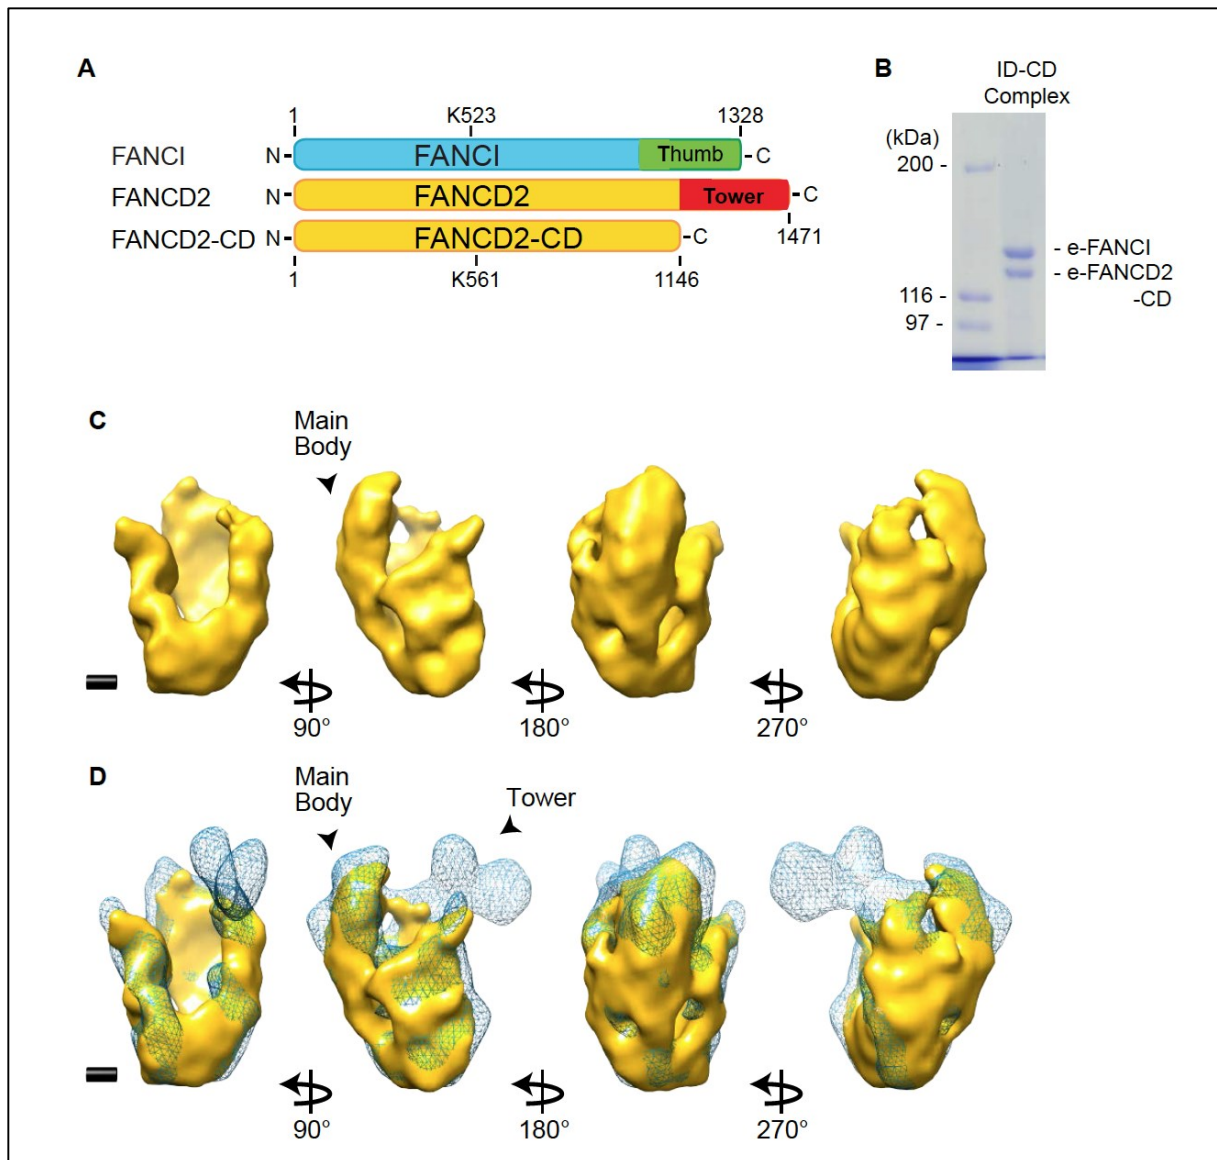 A
1 K523 1328
FANCI N- FANCI Thumb -C
FANCD2 N- FANCD2 Tower -C
1471
FANCD2-CD N- FANCD2-CD -C
1 K561 1146
B
ID-CD
Complex
(kDa)
200 -
- e-FANCI
- e-FANCD2
-CD
116 -
97 -
C
Main
Body
90° 180° 270°
D
Main
Body
Tower
90° 180° 270°